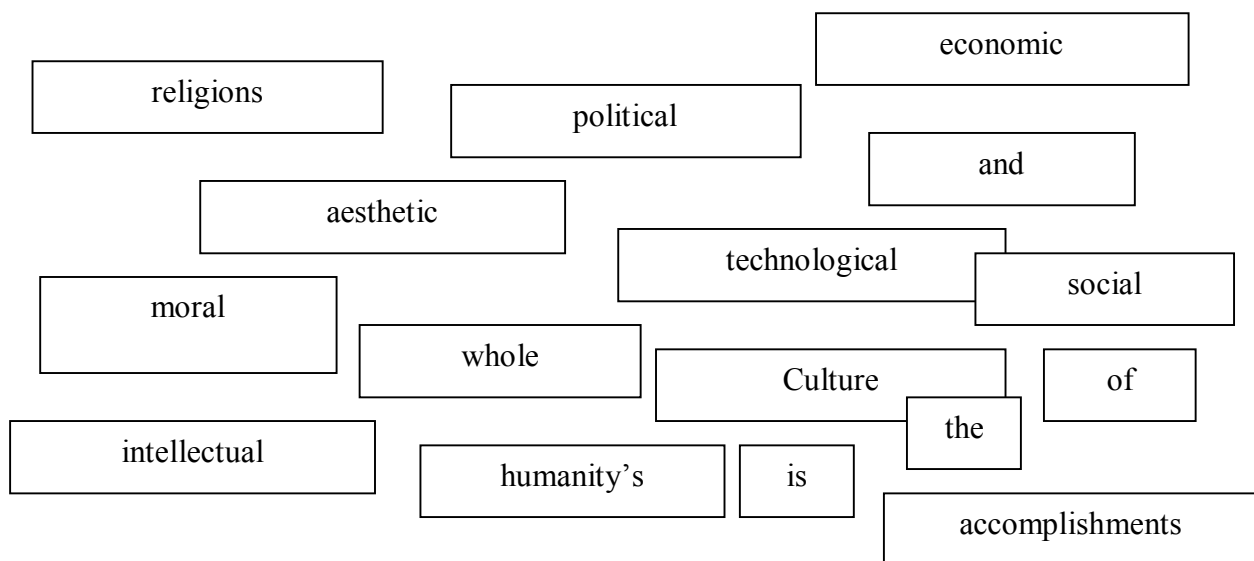 economic
religions
political
and
aesthetic
technological
social
moral
whole
Culture
of
the
intellectual
humanity’s
is
accomplishments